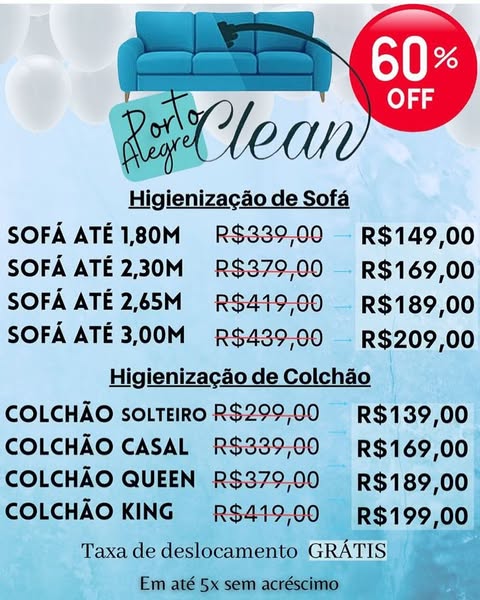 60%
OFF
Porto
Alegre
Clean
Higienização de Sofá
SOFÁ ATÉ 1,80M R$339,00 R$149,00
SOFÁ ATÉ 2,30M R$379,00 R$169,00
SOFÁ ATÉ 2,65M R$419,00 R$189,00
SOFÁ ATÉ 3,00M R$439,00 R$209,00
Higienização de Colchão
COLCHÃO SOLTEIRO R$299,00 R$139,00
COLCHÃO CASAL R$339,00 R$169,00
COLCHÃO QUEEN R$379,00 R$189,00
COLCHÃO KING R$419,00 R$199,00
Taxa de deslocamento GRÁTIS
Em até 5x sem acréscimo